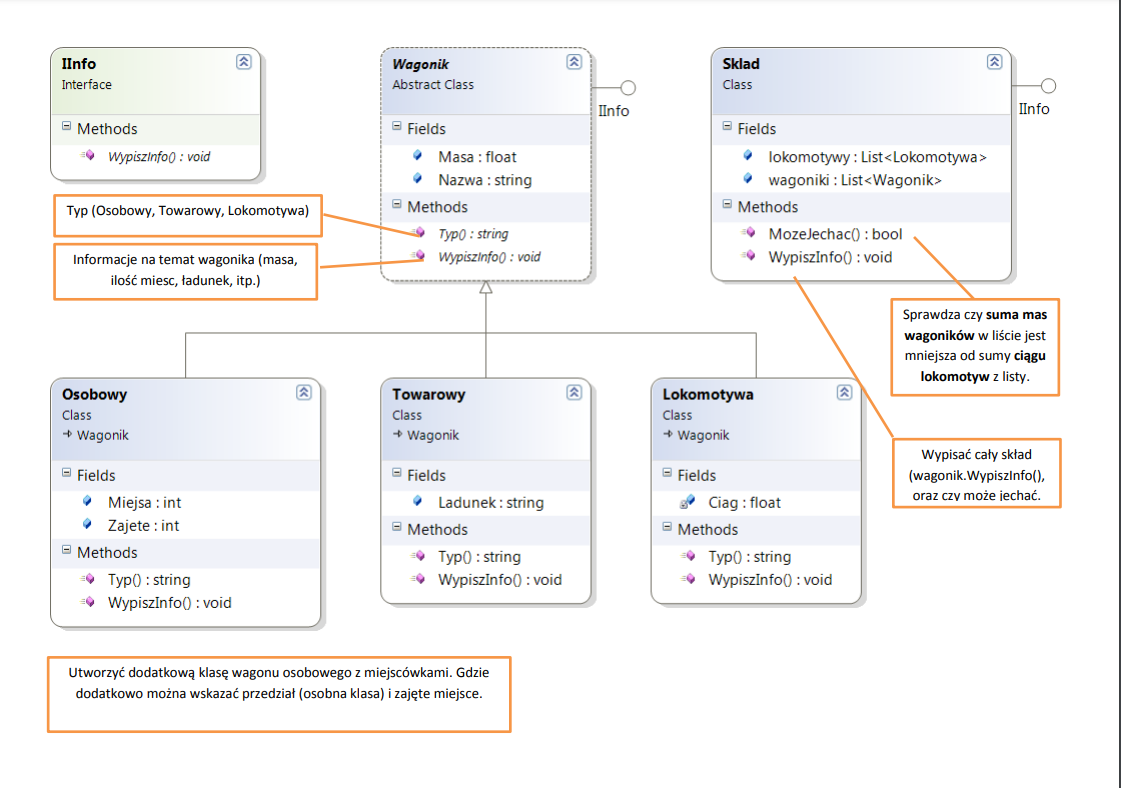 IInfo
Interface
Methods
WypiszInfo() : void
Wagonik
Abstract Class
Fields
Masa : float
Nazwa : string
Methods
Typ() : string
WypiszInfo() : void
IInfo
Sklad
Class
Fields
lokomotywy : List<Lokomotywa>
wagoniki : List<Wagonik>
Methods
MozeJechac() : bool
WypiszInfo() : void
IInfo
Typ (Osobowy, Towarowy, Lokomotywa)
Informacje na temat wagonika (masa,
ilość miesc, ładunek, itp.)
Sprawdza czy suma mas
wagoników w liście jest
mniejsza od sumy ciągu
lokomotyw z listy.
Osobowy
Class
Wagonik
Fields
Miejsa : int
Zajete : int
Methods
Typ() : string
WypiszInfo() : void
Towarowy
Class
Wagonik
Fields
Ladunek : string
Methods
Typ() : string
WypiszInfo() : void
Lokomotywa
Class
Wagonik
Fields
Ciag : float
Methods
Typ() : string
WypiszInfo() : void
Wypisać cały skład
(wagonik.WypiszInfo(),
oraz czy może jechać.
Utworzyć dodatkową klasę wagonu osobowego z miejscówkami. Gdzie
dodatkowo można wskazać przedział (osobna klasa) i zajęte miejsce.